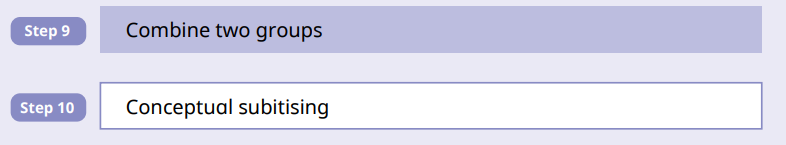 Step 9 Combine two groups
Step 10 Conceptual subitising